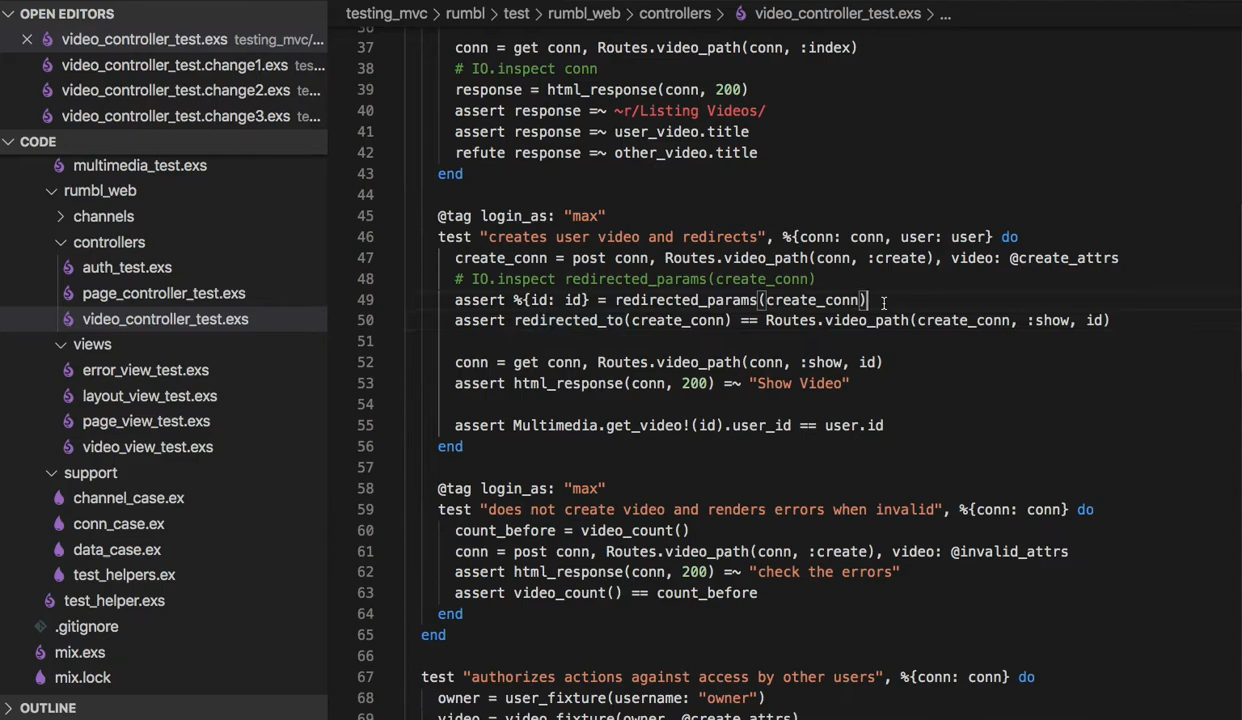 OPEN EDITORS
video_controller_test.exs testing_mvc/...
video_controller_test.change1.exs tes...
video_controller_test.change2.exs te...
video_controller_test.change3.exs te...
CODE
multimedia_test.exs
rumbl_web
channels
controllers
auth_test.exs
page_controller_test.exs
video_controller_test.exs
views
error_view_test.exs
layout_view_test.exs
page_view_test.exs
video_view_test.exs
support
channel_case.ex
conn_case.ex
data_case.ex
test_helpers.ex
test_helper.exs
.gitignore
mix.exs
mix.lock
OUTLINE
testing_mvc > rumbl > test > rumbl_web > controllers > video_controller_test.exs > ...
36
37 conn = get conn, Routes.video_path(conn, :index)
38 # IO.inspect conn
39 response = html_response(conn, 200)
40 assert response =~ ~r/Listing Videos/
41 assert response =~ user_video.title
42 refute response =~ other_video.title
43 end
44
45 @tag login_as: "max"
46 test "creates user video and redirects", %{conn: conn, user: user} do
47 create_conn = post conn, Routes.video_path(conn, :create), video: @create_attrs
48 # IO.inspect redirected_params(create_conn)
49 assert %{id: id} = redirected_params(create_conn)
50 assert redirected_to(create_conn) == Routes.video_path(create_conn, :show, id)
51
52 conn = get conn, Routes.video_path(conn, :show, id)
53 assert html_response(conn, 200) =~ "Show Video"
54
55 assert Multimedia.get_video!(id).user_id == user.id
56 end
57
58 @tag login_as: "max"
59 test "does not create video and renders errors when invalid", %{conn: conn} do
60 count_before = video_count()
61 conn = post conn, Routes.video_path(conn, :create), video: @invalid_attrs
62 assert html_response(conn, 200) =~ "check the errors"
63 assert video_count() == count_before
64 end
65 end
66
67 test "authorizes actions against access by other users", %{conn: conn} do
68 owner = user_fixture(username: "owner")
69 video = video_fixture(owner, @create_attrs)